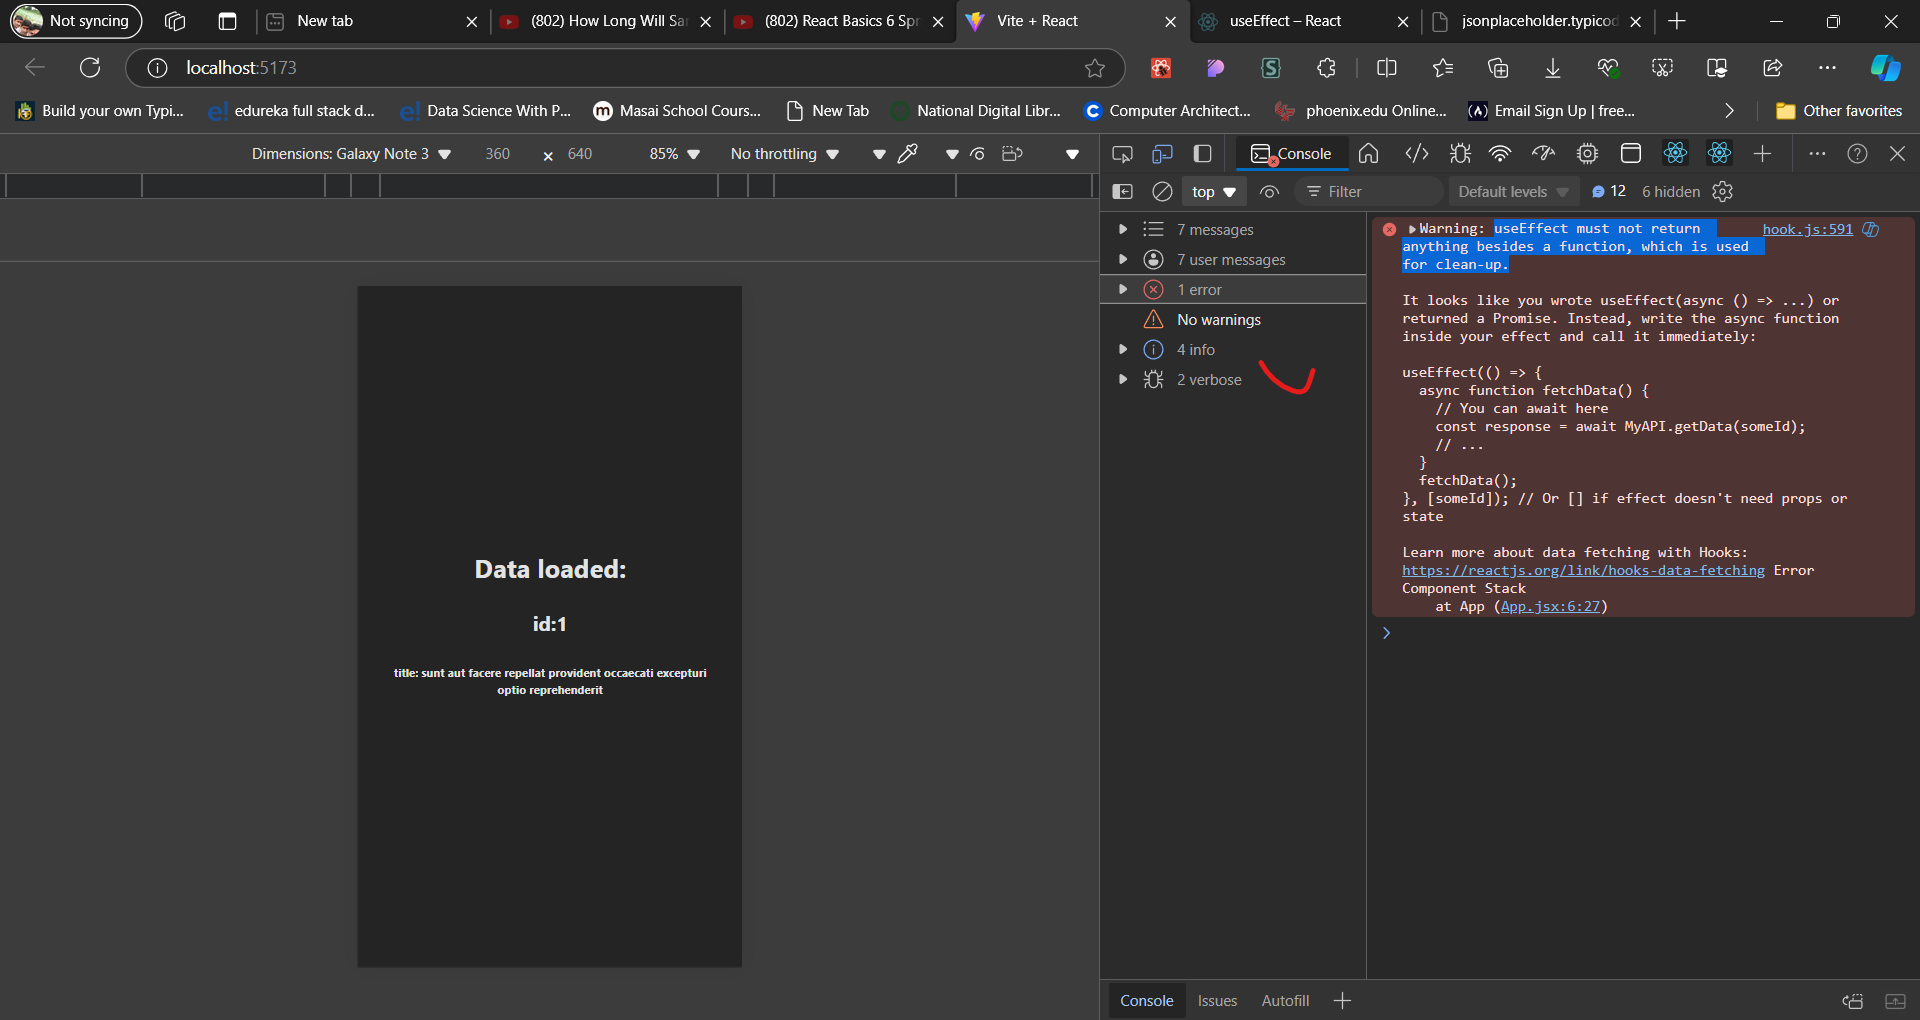 Not syncing
New tab
(802) How Long Will Sar
(802) React Basics 6 Spr
Vite + React
useEffect – React
jsonplaceholder.typicod
localhost:5173
Build your own Typi...
edureka full stack d...
Data Science With P...
Masai School Cours...
New Tab
National Digital Libr...
Computer Architect...
phoenix.edu Online...
Email Sign Up | free...
Other favorites
Dimensions: Galaxy Note 3
360
×
640
85%
No throttling
Console
top
Filter
Default levels
12
6 hidden
7 messages
7 user messages
1 error
No warnings
4 info
2 verbose
Warning: useEffect must not return
hook.js:591
anything besides a function, which is used
for clean-up.
It looks like you wrote useEffect(async () => ...) or
returned a Promise. Instead, write the async function
inside your effect and call it immediately:
useEffect(() => {
async function fetchData() {
// You can await here
const response = await MyAPI.getData(someId);
// ...
}
fetchData();
}, [someId]); // Or [] if effect doesn't need props or
state
Learn more about data fetching with Hooks:
https://reactjs.org/link/hooks-data-fetching Error
Component Stack
at App (App.jsx:6:27)
Data loaded:
id:1
title: sunt aut facere repellat provident occaecati excepturi
optio reprehenderit
Console
Issues
Autofill